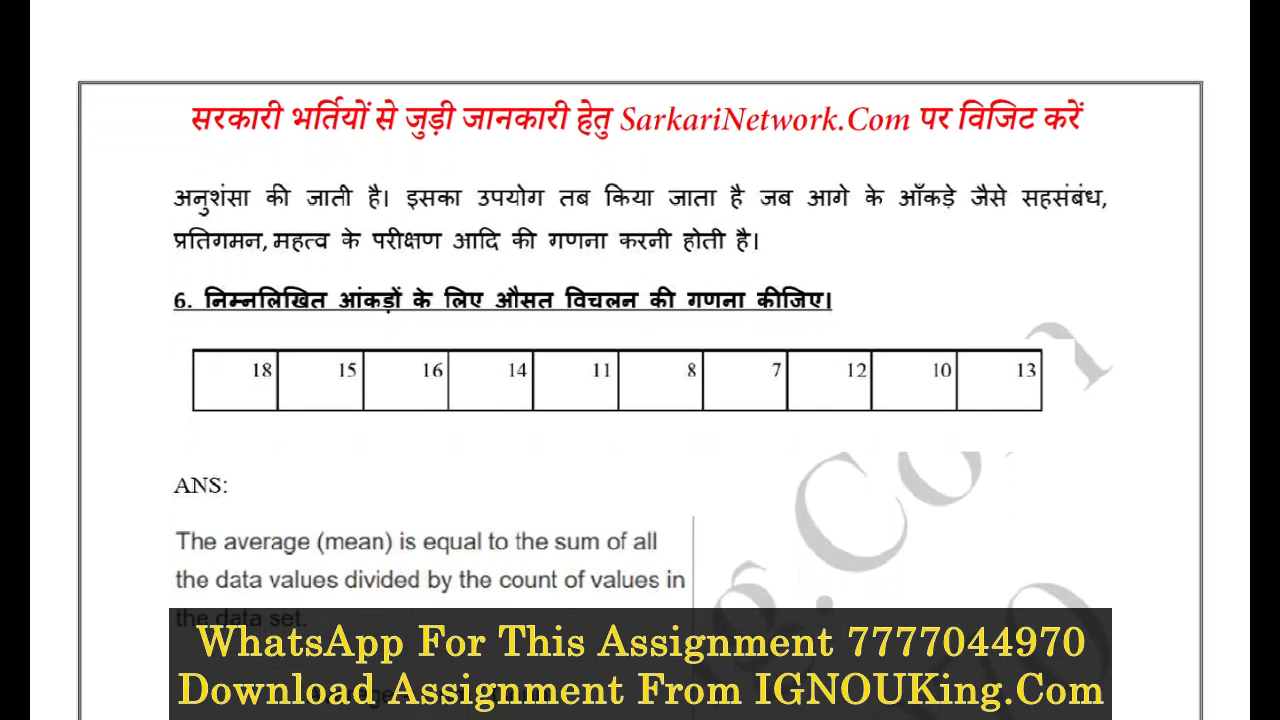 सरकारी भर्तियों से जुड़ी जानकारी हेतु SarkariNetwork.Com पर विजिट करें
अनुशंसा की जाती है। इसका उपयोग तब किया जाता है जब आगे के आँकड़े जैसे सहसंबंध,
प्रतिगमन, महत्व के परीक्षण आदि की गणना करनी होती है।
6. निम्नलिखित आंकड़ों के लिए औसत विचलन की गणना कीजिए।
18 15 16 14 11 8 7 12 10 13
ANS:
The average (mean) is equal to the sum of all
the data values divided by the count of values in
the data set.
WhatsApp For This Assignment 7777044970
Download Assignment From IGNOUKing.Com